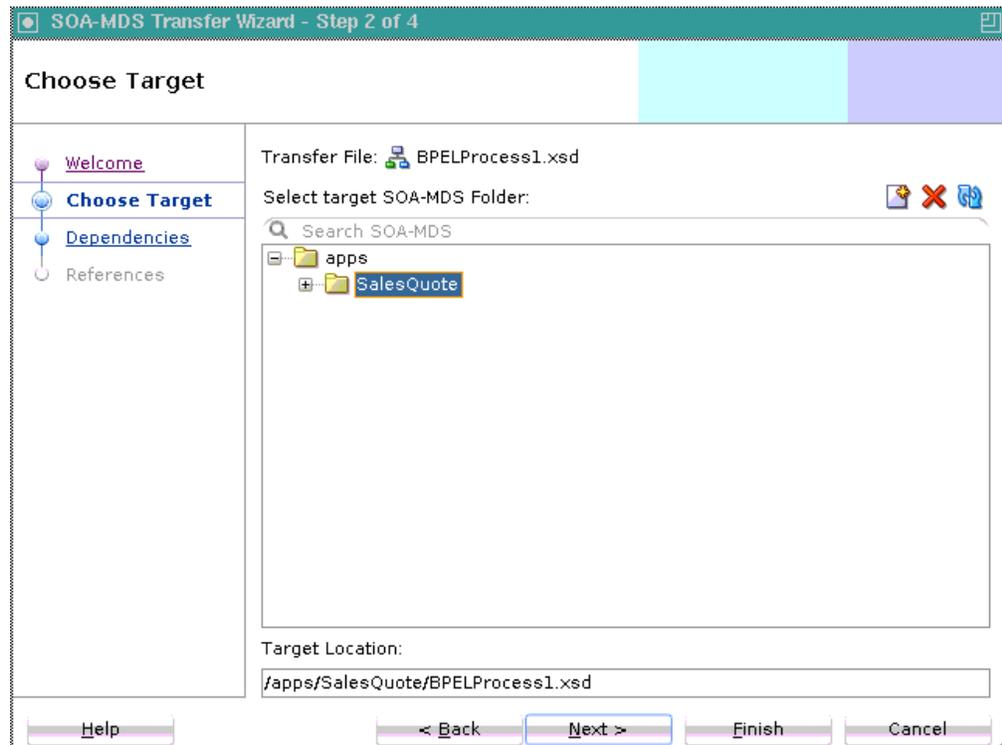 SOA-MDS Transfer Wizard - Step 2 of 4
Choose Target
Welcome
Choose Target
Dependencies
References
Transfer File: BPELProcess1.xsd
Select target SOA-MDS Folder:
Search SOA-MDS
apps
SalesQuote
Target Location:
/apps/SalesQuote/BPELProcess1.xsd
Help
< Back
Next >
Finish
Cancel